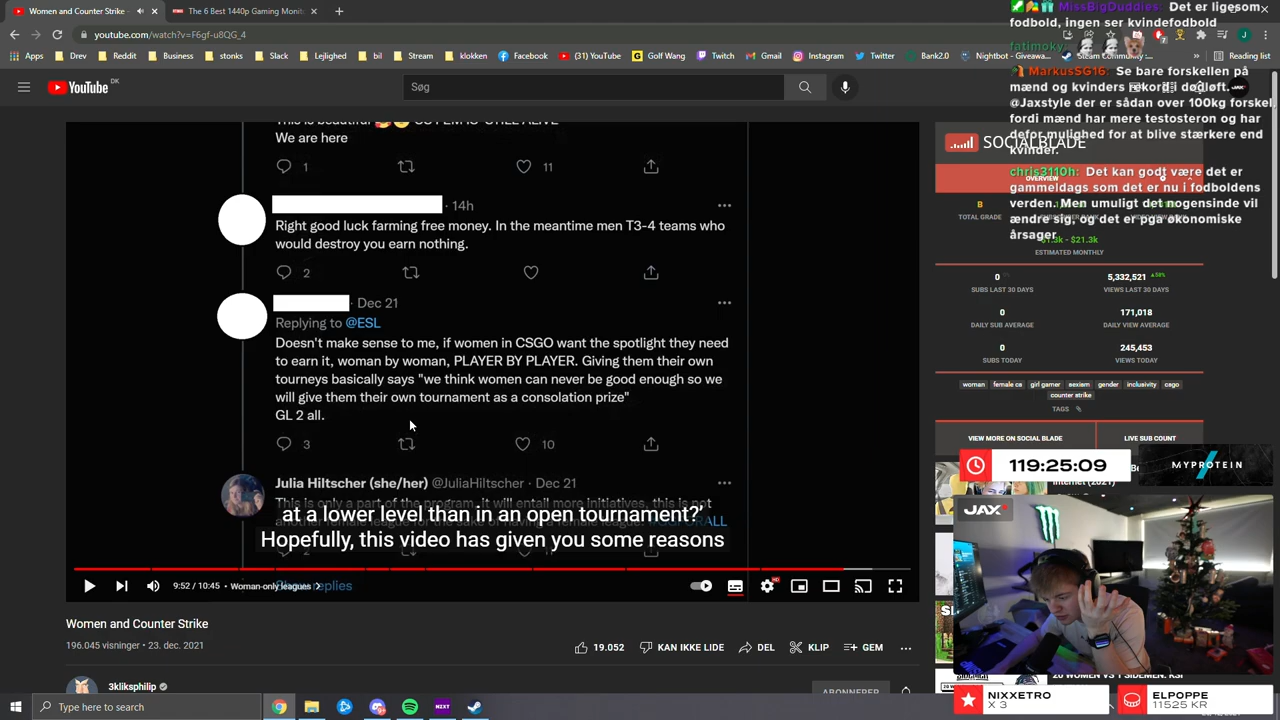 Women and Counter Strike -
The 6 Best 1440p Gaming Monit
youtube.com/watch?v=F6gf-u8QG_4
Apps
Drev
Reddit
Business
stonks
Slack
Lejlighed
bil
Stream
klokken
Facebook
(31) YouTube
Golf Wang
Twitch
Gmail
Instagram
Twitter
Bank2.0
Nightbot - Giveawa...
Steam Community
Reading list
MissBigDuddies: Det er ligesom
fodbold, ingen ser kvindefodbold
fatimoky:
MarkusSG16: Se bare forskellen på
mænd og kvinders rekord i dødløft.
@Jaxstyle der er sådan over 100kg forskel
fordi mænd har mere testosteron og har
defor mulighed for at blive stærkere end
kvinder.
chris3110h: Det kan godt være det er
gammeldags som det er nu i fodboldens
verden. Men umuligt det nogensinde vil
ændre sig, og det er pga økonomiske
årsager
YouTube DK
Søg
This is beautiful
We are here
1
11
14h
Right good luck farming free money. In the meantime men T3-4 teams who
would destroy you earn nothing.
2
· Dec 21
Replying to @ESL
Doesn't make sense to me, if women in CSGO want the spotlight they need
to earn it, woman by woman, PLAYER BY PLAYER. Giving them their own
tourneys basically says "we think women can never be good enough so we
will give them their own tournament as a consolation prize"
GL 2 all.
3
10
Julia Hiltscher (she/her) @JuliaHiltscher · Dec 21
This is only a part of the program, it will entail more initiatives, this is not
at a lower level than in an open tournament?'
Hopefully, this video has given you some reasons
9:52 / 10:45 • Woman-only leagues
replies
Women and Counter Strike
196.045 visninger • 23. dec. 2021
19.052
KAN IKKE LIDE
DEL
KLIP
GEM
3kliksphilip
ABONNERER
SOCIALBLADE
OVERVIEW
B
TOTAL GRADE
$21.3k
ESTIMATED MONTHLY
0
SUBS LAST 30 DAYS
5,332,521
VIEWS LAST 30 DAYS
0
DAILY SUB AVERAGE
171,018
DAILY VIEW AVERAGE
0
SUBS TODAY
245,453
VIEWS TODAY
woman
female cs
girl gamer
sexism
gender
inclusivity
csgo
counter strike
TAGS
VIEW MORE ON SOCIAL BLADE
LIVE SUB COUNT
119:25:09
MYPROTEIN
JAX
20 WOMEN VS 1 SIDEMEN: KSI
NIXXETRO
X 3
ELPOPPE
11525 KR
Type here to search
NZXT